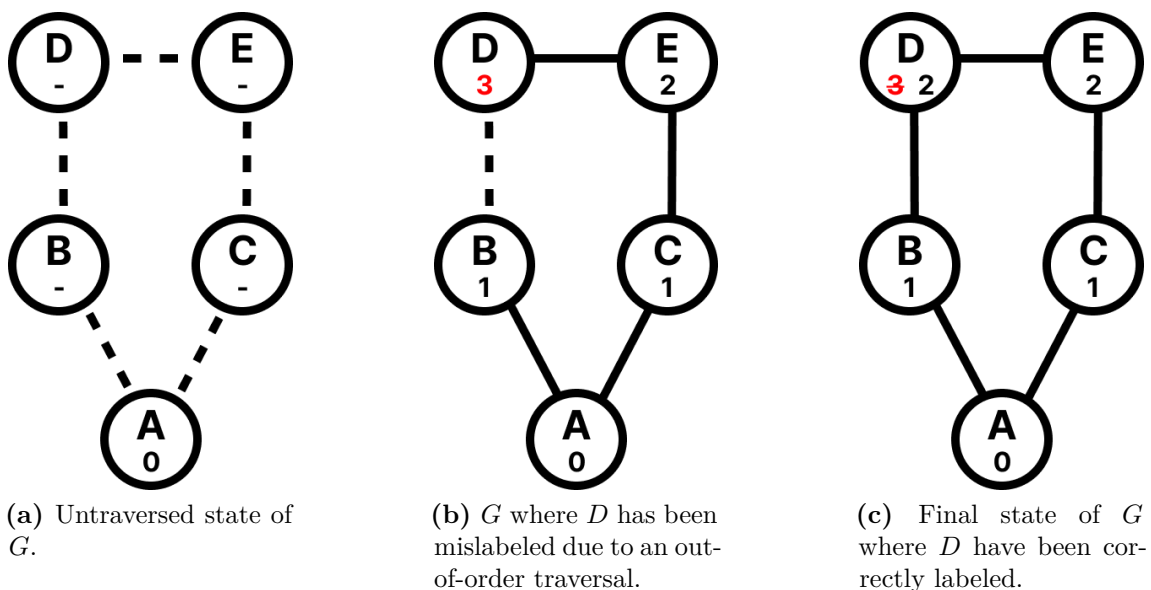 D
-
E
-
B
-
C
-
A
0
(a) Untraversed state of
G.
D
3
E
2
B
1
C
1
A
0
(b) G where D has been
mislabeled due to an out-
of-order traversal.
D
3 2
E
2
B
1
C
1
A
0
(c) Final state of G
where D have been cor-
rectly labeled.